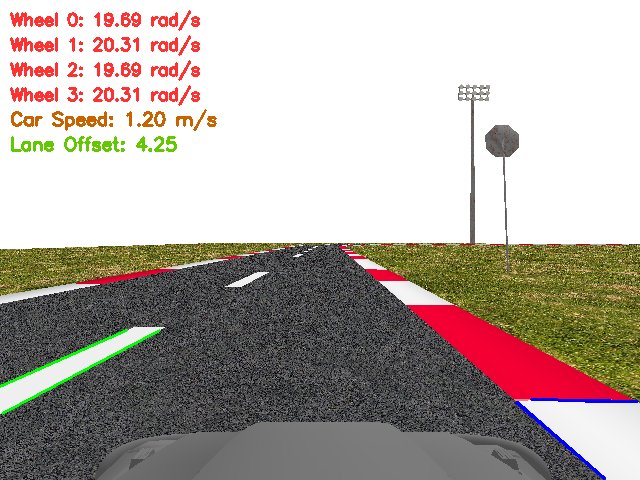 Wheel 0: 19.69 rad/s
Wheel 1: 20.31 rad/s
Wheel 2: 19.69 rad/s
Wheel 3: 20.31 rad/s
Car Speed: 1.20 m/s
Lane Offset: 4.25